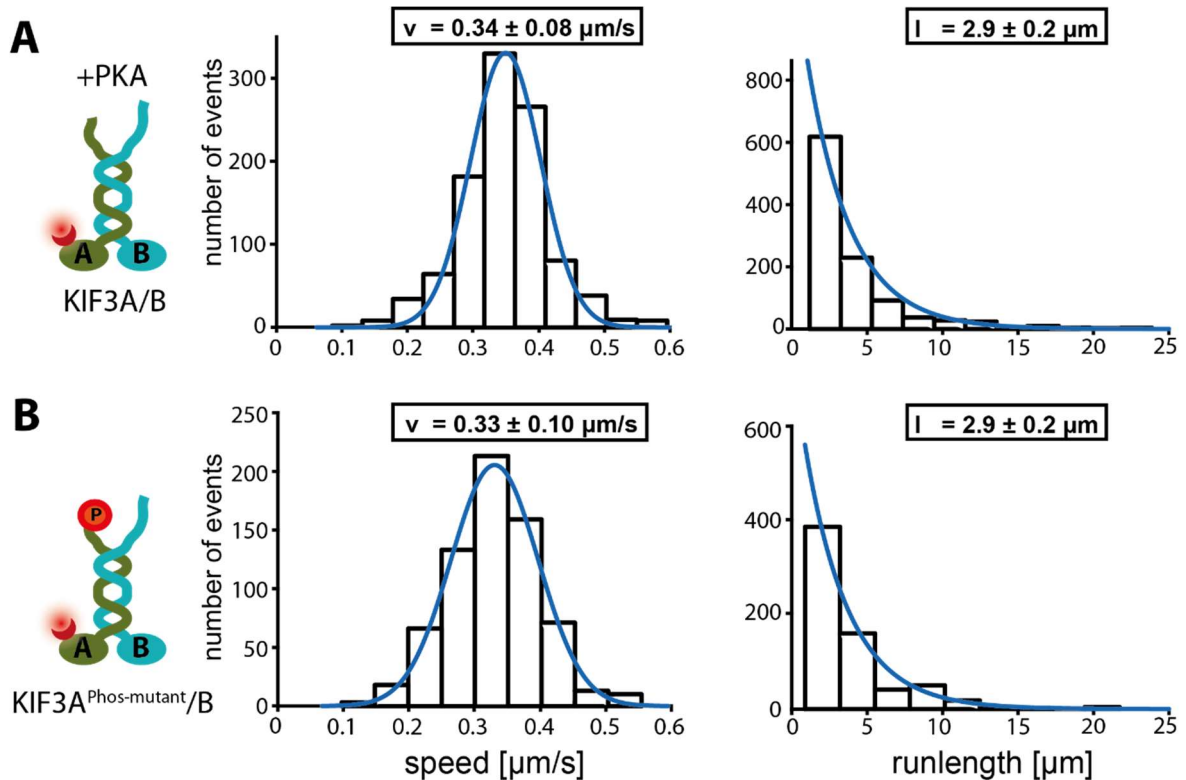 A
+PKA
A B
KIF3A/B
v = 0.34 ± 0.08 µm/s
number of events
300
200
100
0
0 0.1 0.2 0.3 0.4 0.5 0.6
l = 2.9 ± 0.2 µm
800
600
400
200
0
0 5 10 15 20 25
B
P
A B
KIF3APhos-mutant/B
v = 0.33 ± 0.10 µm/s
number of events
250
200
150
100
50
0
0 0.1 0.2 0.3 0.4 0.5 0.6
speed [µm/s]
l = 2.9 ± 0.2 µm
600
400
200
0
0 5 10 15 20 25
runlength [µm]